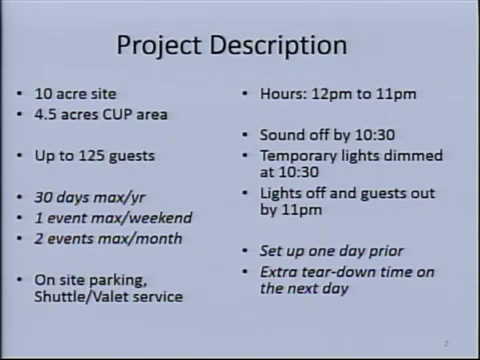 Project Description
• 10 acre site
• 4.5 acres CUP area
• Up to 125 guests
• 30 days max/yr
• 1 event max/weekend
• 2 events max/month
• On site parking,
Shuttle/Valet service
• Hours: 12pm to 11pm
• Sound off by 10:30
• Temporary lights dimmed
at 10:30
• Lights off and guests out
by 11pm
• Set up one day prior
• Extra tear-down time on
the next day
2